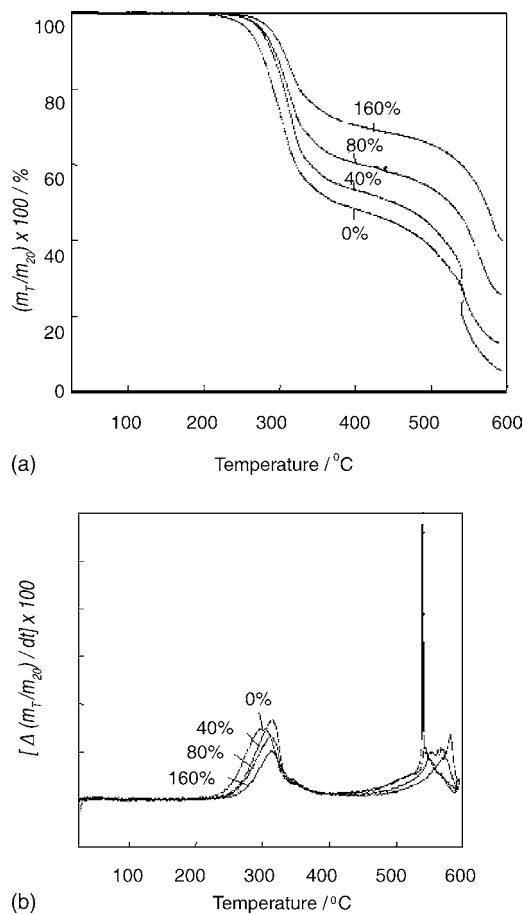 100
80
60
40
20
0
(m_T/m_20) x 100 / %
160%
80%
40%
0%
100 200 300 400 500 600
(a)
Temperature / °C
[ Δ (m_T/m_20) / dt] x 100
0%
40%
80%
160%
100 200 300 400 500 600
(b)
Temperature / °C